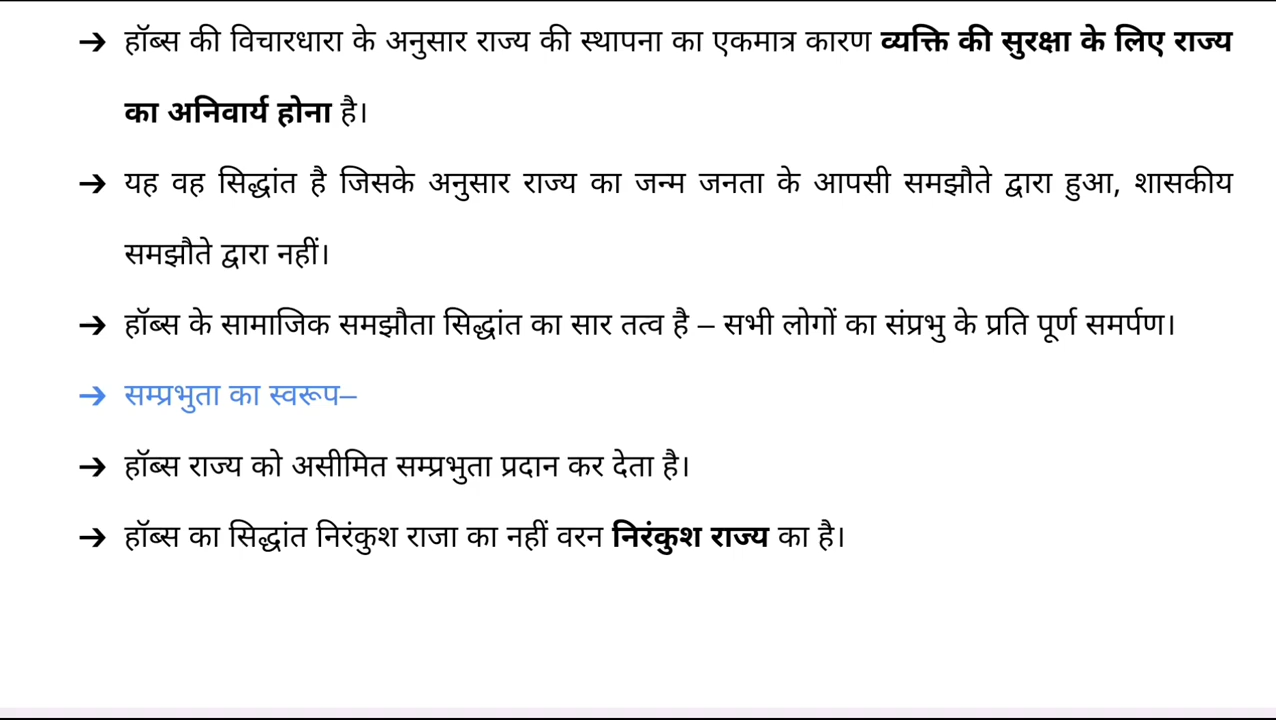 → हॉब्स की विचारधारा के अनुसार राज्य की स्थापना का एकमात्र कारण व्यक्ति की सुरक्षा के लिए राज्य
का अनिवार्य होना है।
→ यह वह सिद्धांत है जिसके अनुसार राज्य का जन्म जनता के आपसी समझौते द्वारा हुआ, शासकीय
समझौते द्वारा नहीं।
→ हॉब्स के सामाजिक समझौता सिद्धांत का सार तत्व है – सभी लोगों का संप्रभु के प्रति पूर्ण समर्पण।
→ सम्प्रभुता का स्वरूप–
→ हॉब्स राज्य को असीमित सम्प्रभुता प्रदान कर देता है।
→ हॉब्स का सिद्धांत निरंकुश राजा का नहीं वरन निरंकुश राज्य का है।